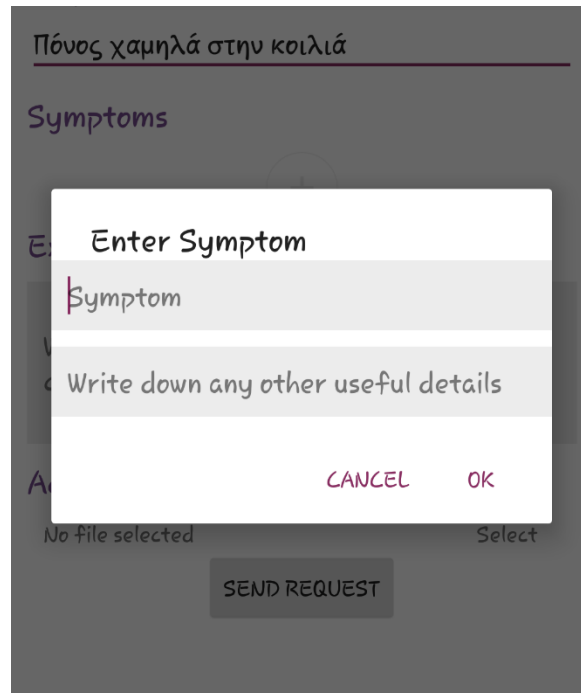 Πόνος χαμηλά στην κοιλιά
Symptoms
Enter Symptom
Symptom
Write down any other useful details
CANCEL OK
No file selected Select
SEND REQUEST